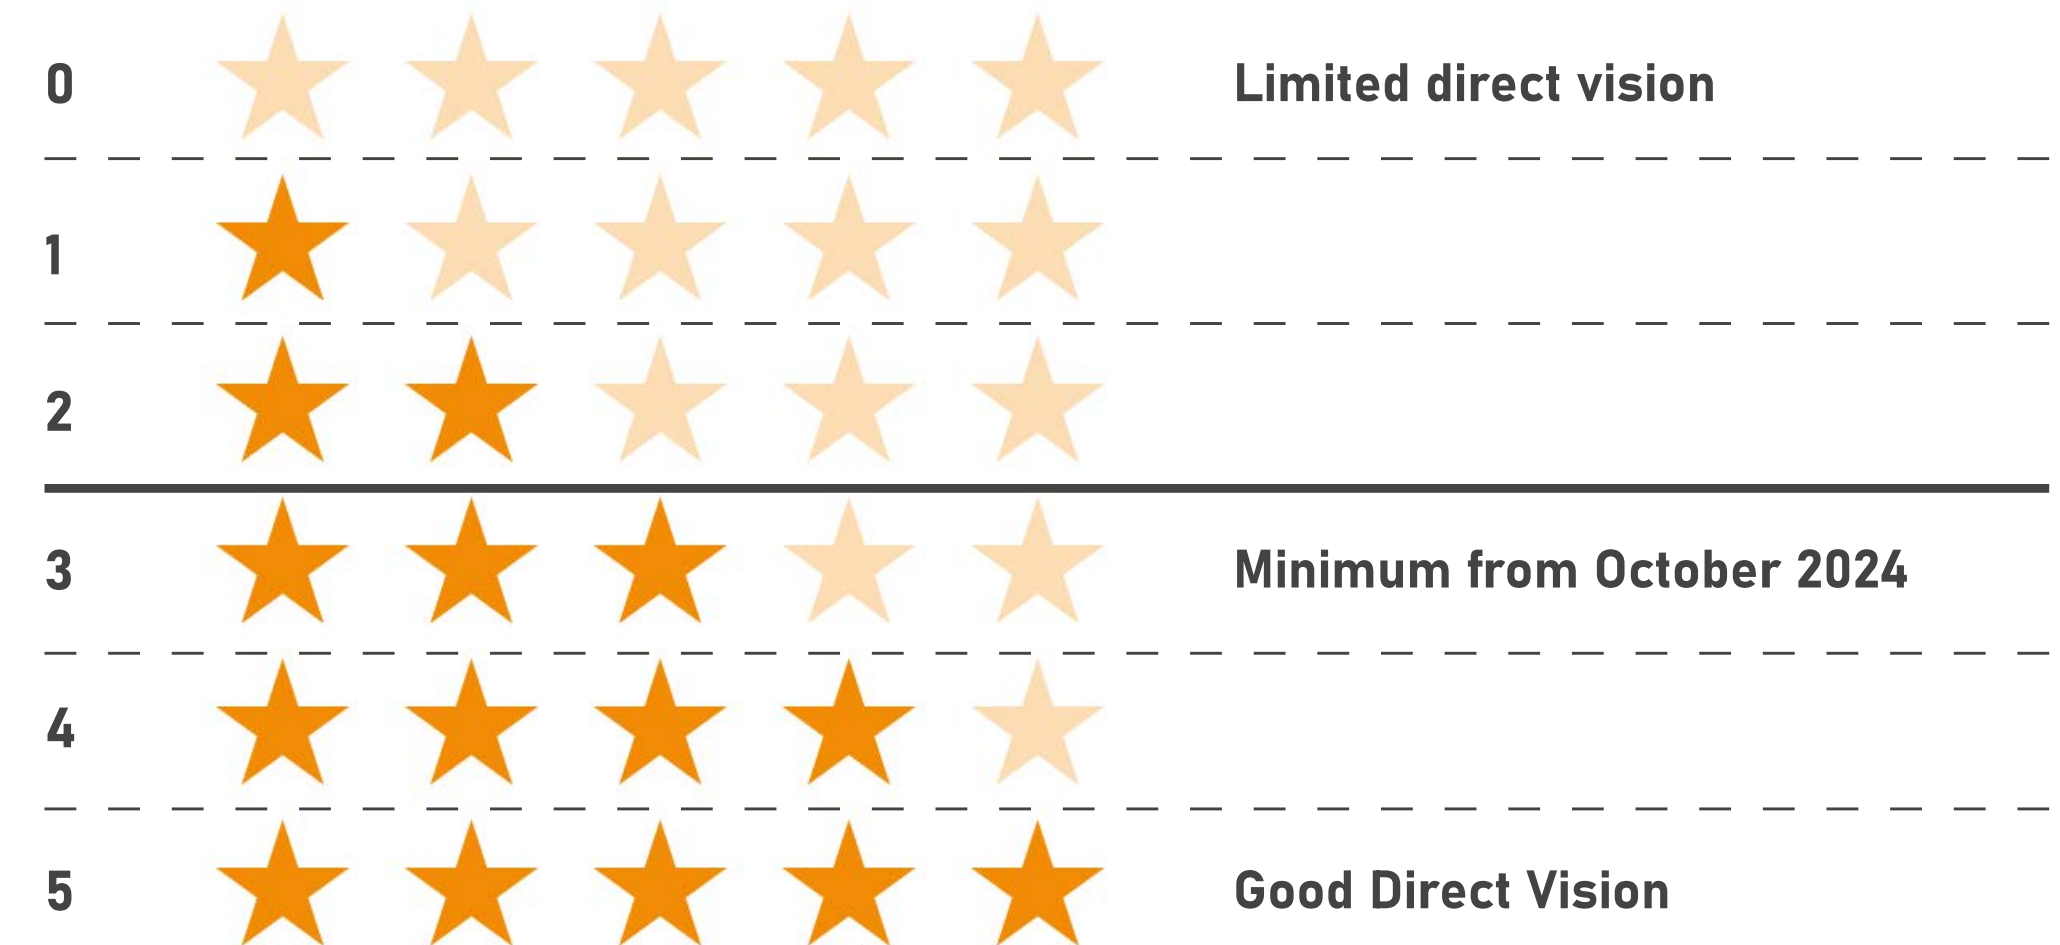 0 Limited direct vision
1
2
3 Minimum from October 2024
4
5 Good Direct Vision